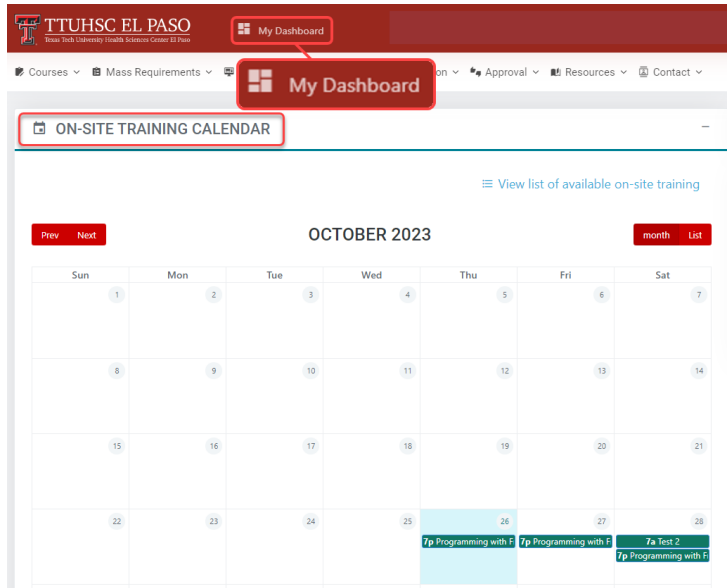 TTUHSC EL PASO
Texas Tech University Health Sciences Center El Paso
My Dashboard
Courses
Mass Requirements
My Dashboard
on
Approval
Resources
Contact
ON-SITE TRAINING CALENDAR
View list of available on-site training
Prev Next
OCTOBER 2023
month List
Sun Mon Tue Wed Thu Fri Sat
1 2 3 4 5 6 7
8 9 10 11 12 13 14
15 16 17 18 19 20 21
22 23 24 25 26 27 28
7p Programming with F 7p Programming with F 7a Test 2
7p Programming with F